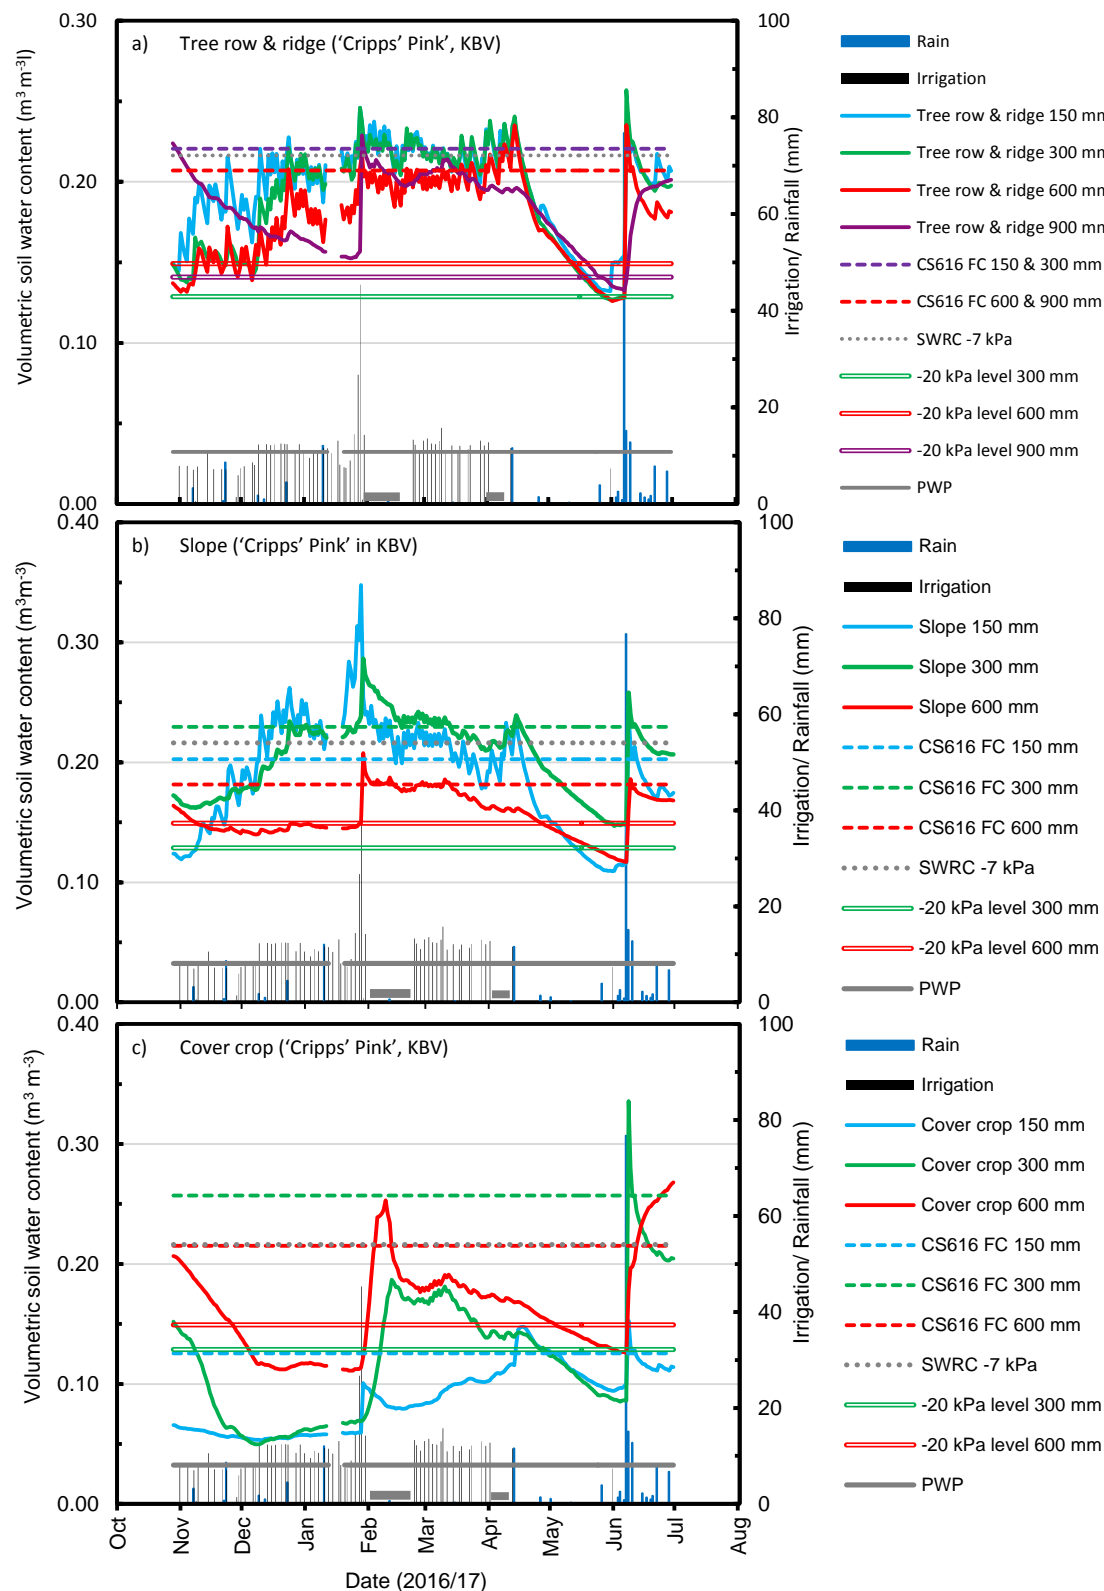 a) Tree row & ridge ('Cripps' Pink', KBV)
Volumetric soil water content (m³ m⁻³l)
0.30
0.20
0.10
0.00
100
80
60
40
20
0
Irrigation/ Rainfall (mm)
Rain
Irrigation
Tree row & ridge 150 mm
Tree row & ridge 300 mm
Tree row & ridge 600 mm
Tree row & ridge 900 mm
CS616 FC 150 & 300 mm
CS616 FC 600 & 900 mm
SWRC -7 kPa
-20 kPa level 300 mm
-20 kPa level 600 mm
-20 kPa level 900 mm
PWP
b) Slope ('Cripps' Pink' in KBV)
Volumetric soil water content (m³m⁻³)
0.40
0.30
0.20
0.10
0.00
100
80
60
40
20
0
Irrigation/ Rainfall (mm)
Rain
Irrigation
Slope 150 mm
Slope 300 mm
Slope 600 mm
CS616 FC 150 mm
CS616 FC 300 mm
CS616 FC 600 mm
SWRC -7 kPa
-20 kPa level 300 mm
-20 kPa level 600 mm
PWP
c) Cover crop ('Cripps' Pink', KBV)
Volumetric soil water content (m³ m⁻³)
0.40
0.30
0.20
0.10
0.00
100
80
60
40
20
0
Irrigation/ Rainfall (mm)
Rain
Irrigation
Cover crop 150 mm
Cover crop 300 mm
Cover crop 600 mm
CS616 FC 150 mm
CS616 FC 300 mm
CS616 FC 600 mm
SWRC -7 kPa
-20 kPa level 300 mm
-20 kPa level 600 mm
PWP
Oct
Nov
Dec
Jan
Feb
Mar
Apr
May
Jun
Jul
Aug
Date (2016/17)